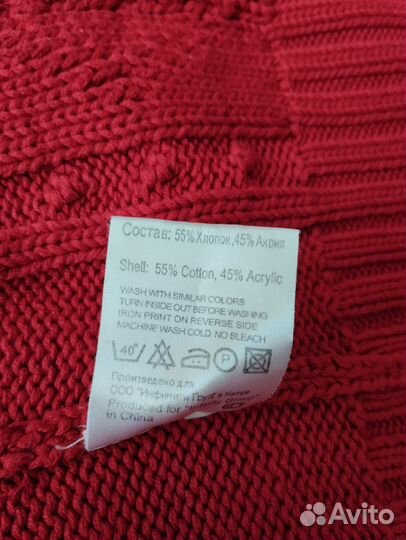 Состав: 55%Хлопок,45% Акрил
Shell: 55% Cotton, 45% Acrylic
WASH WITH SIMILAR COLORS
TURN INSIDE OUT BEFORE WASHING
IRON PRINT ON REVERSE SIDE
MACHINE WASH COLD, NO BLEACH
40° P
Произведено для
ООО "Инфинити Груп" в Китае
Produced for "Infinity Group"
in China
Avito